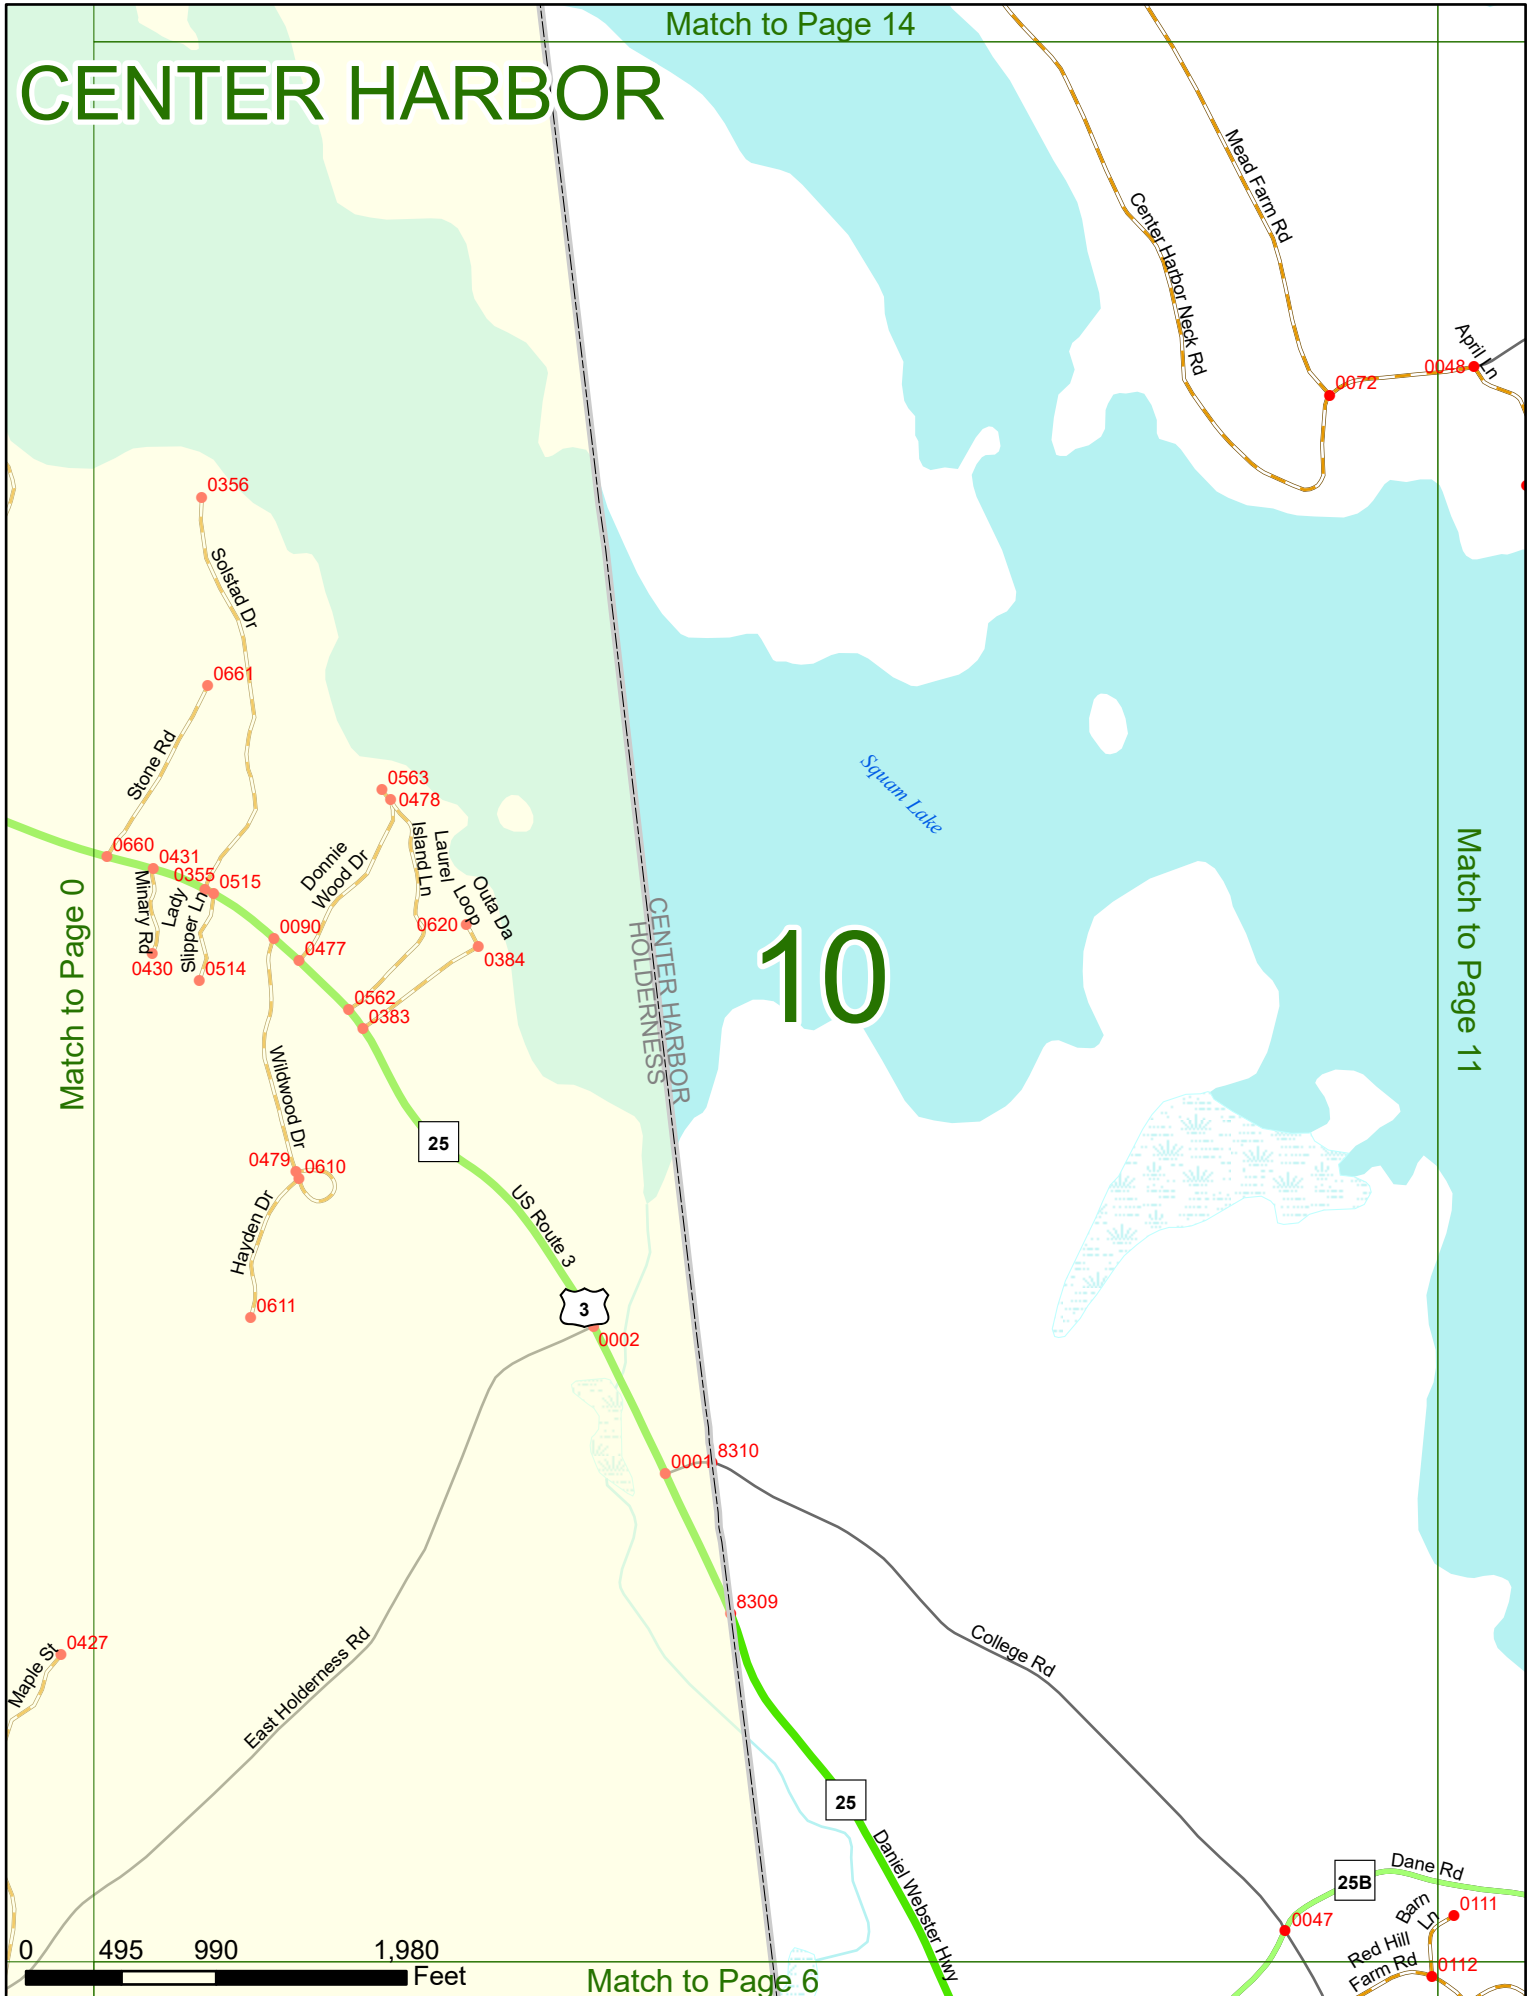 Match to Page 14
CENTER HARBOR
Mead Farm Rd
Center Harbor Neck Rd
April Ln
0048
0072
0356
Solstad Dr
0661
Stone Rd
Squam Lake
0563
0478
Donnie
Wood Dr
Island Ln
Laurel
Loop
Outa Da
0660
0431
0355
0515
Minary Rd
Lady
Slipper Ln
0090
0477
0620
0384
0430
0514
0562
0383
CENTER HARBOR
HOLDERNESS
10
Match to Page 0
Match to Page 11
Wildwood Dr
25
0479
0610
Hayden Dr
US Route 3
0611
3
0002
0001
8310
8309
0427
Maple St
East Holderness Rd
College Rd
25
Daniel Webster Hwy
25B
Dane Rd
Barn
Ln
0111
0047
Red Hill
Farm Rd
0112
0 495 990 1,980
Feet
Match to Page 6